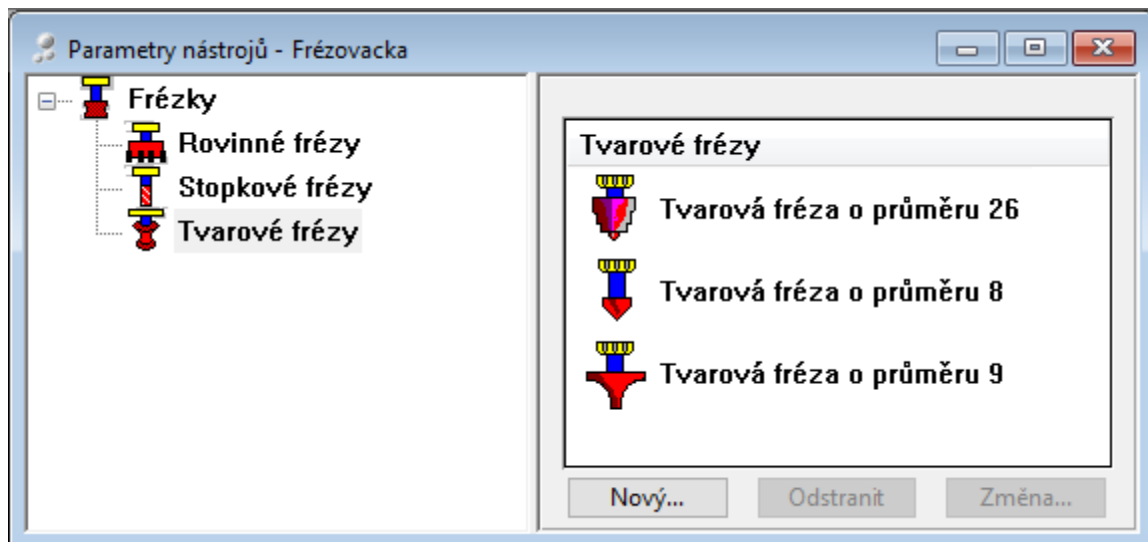 Parametry nástrojů - Frézovacka
Frézky
Rovinné frézy
Stopkové frézy
Tvarové frézy
Tvarové frézy
Tvarová fréza o průměru 26
Tvarová fréza o průměru 8
Tvarová fréza o průměru 9
Nový...
Odstranit
Změna...